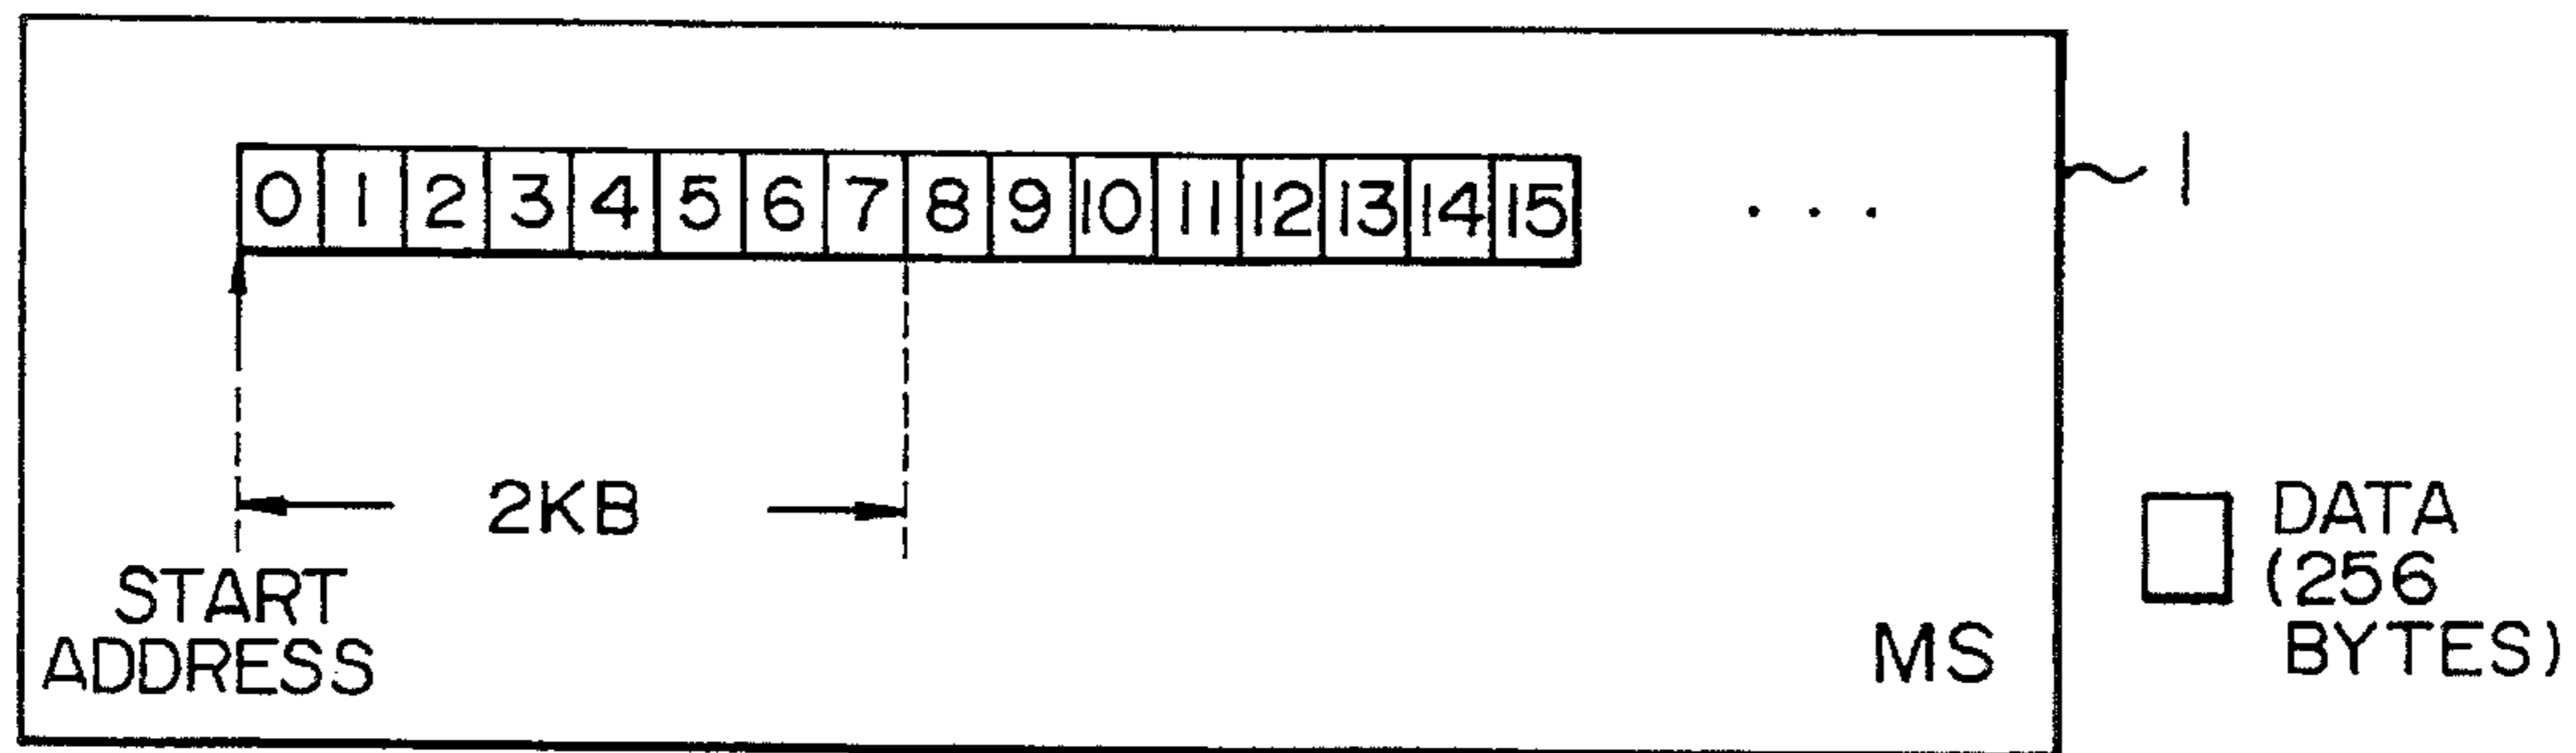 0 1 2 3 4 5 6 7 8 9 10 11 12 13 14 15 . . .
1
2KB
START
ADDRESS
MS
DATA
(256
BYTES)